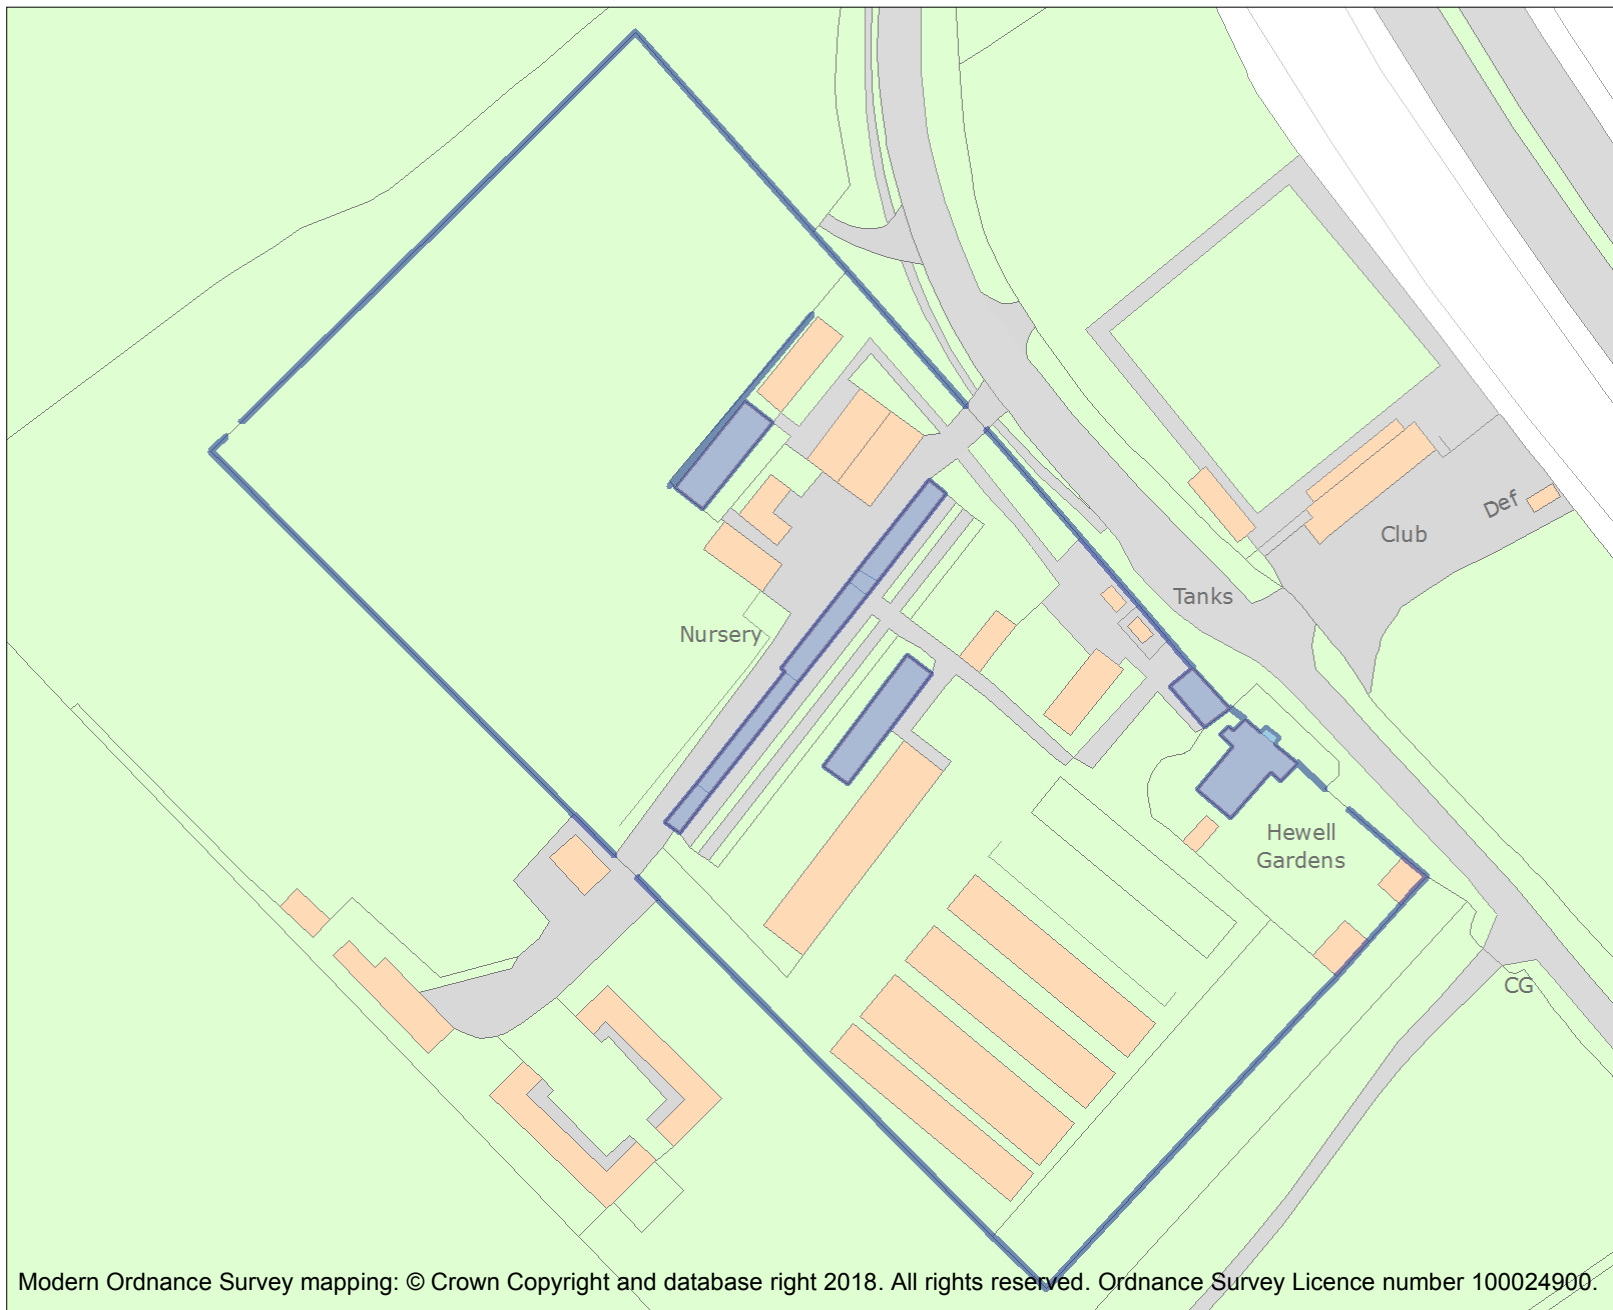 Def
Club
Tanks
Nursery
Hewell
Gardens
CG
Modern Ordnance Survey mapping: © Crown Copyright and database right 2018. All rights reserved. Ordnance Survey Licence number 100024900.